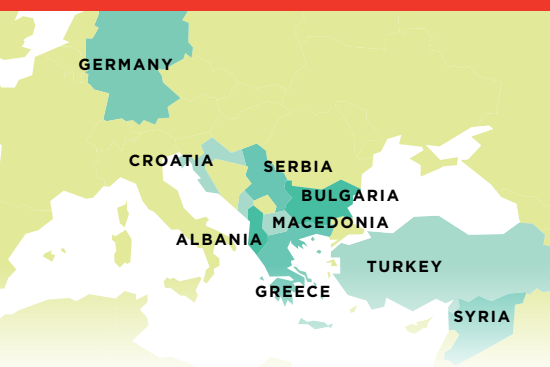 GERMANY
CROATIA
SERBIA
BULGARIA
MACEDONIA
ALBANIA
TURKEY
GREECE
SYRIA